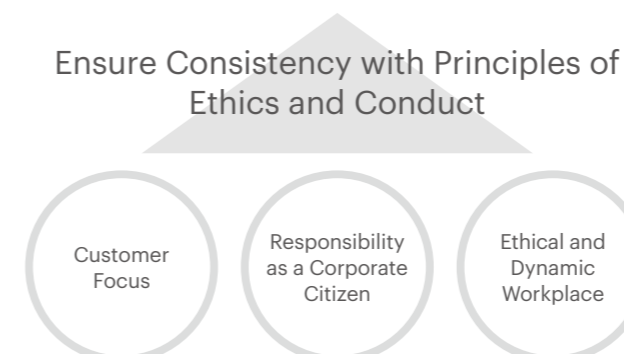 Ensure Consistency with Principles of
Ethics and Conduct
Customer
Focus
Responsibility
as a Corporate
Citizen
Ethical and
Dynamic
Workplace